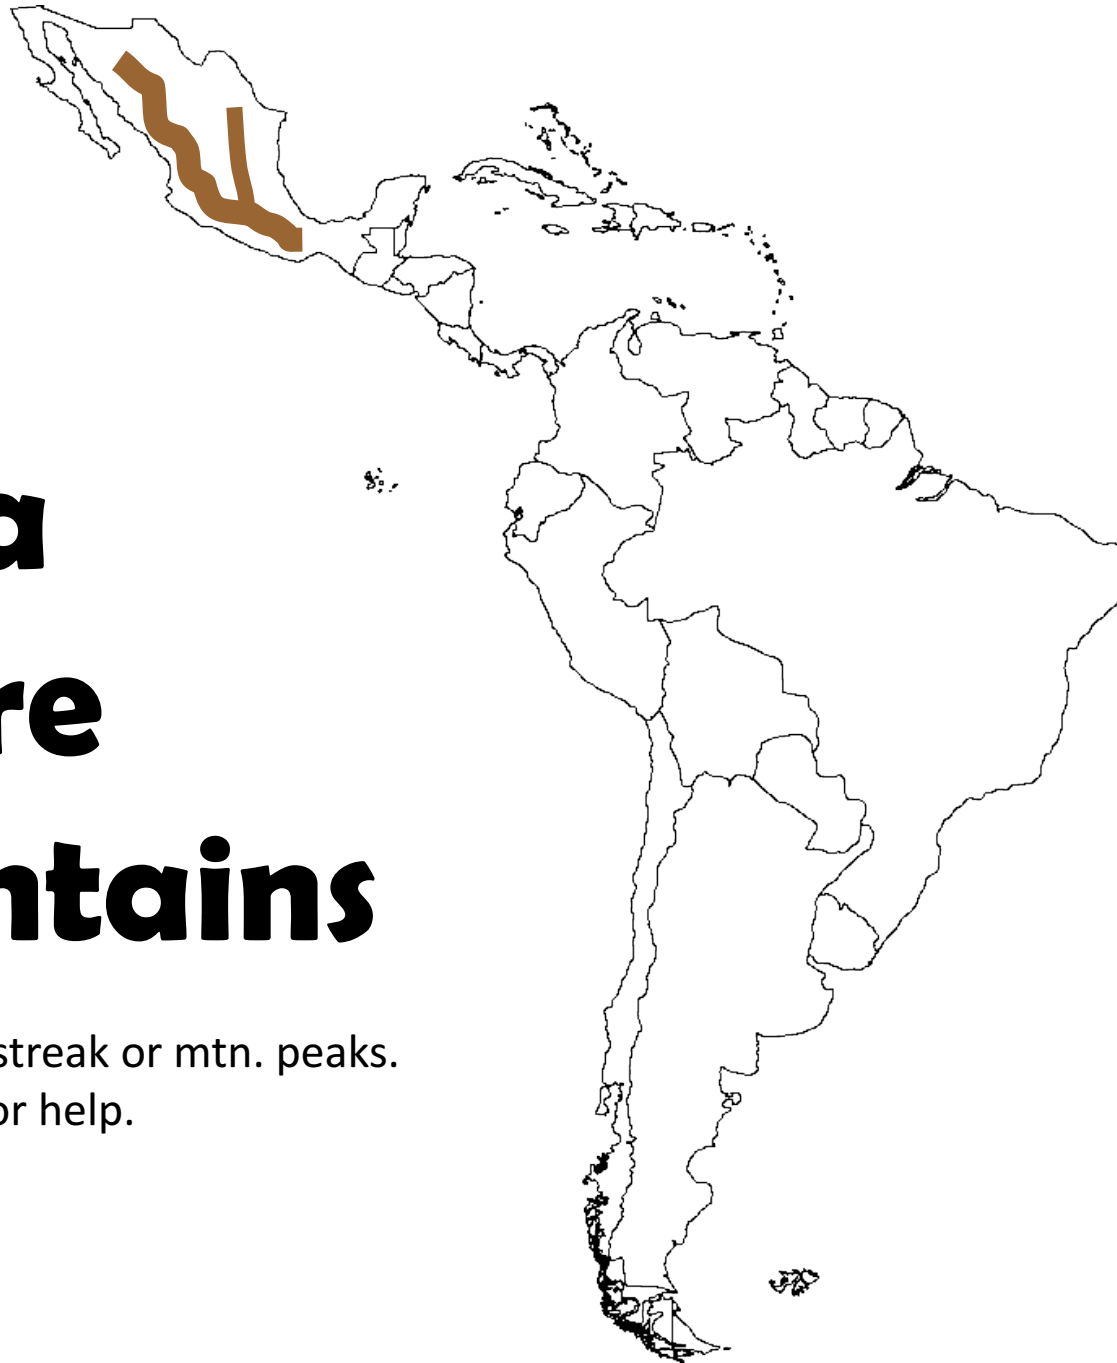 a
re
ntains
streak or mtn. peaks.
or help.